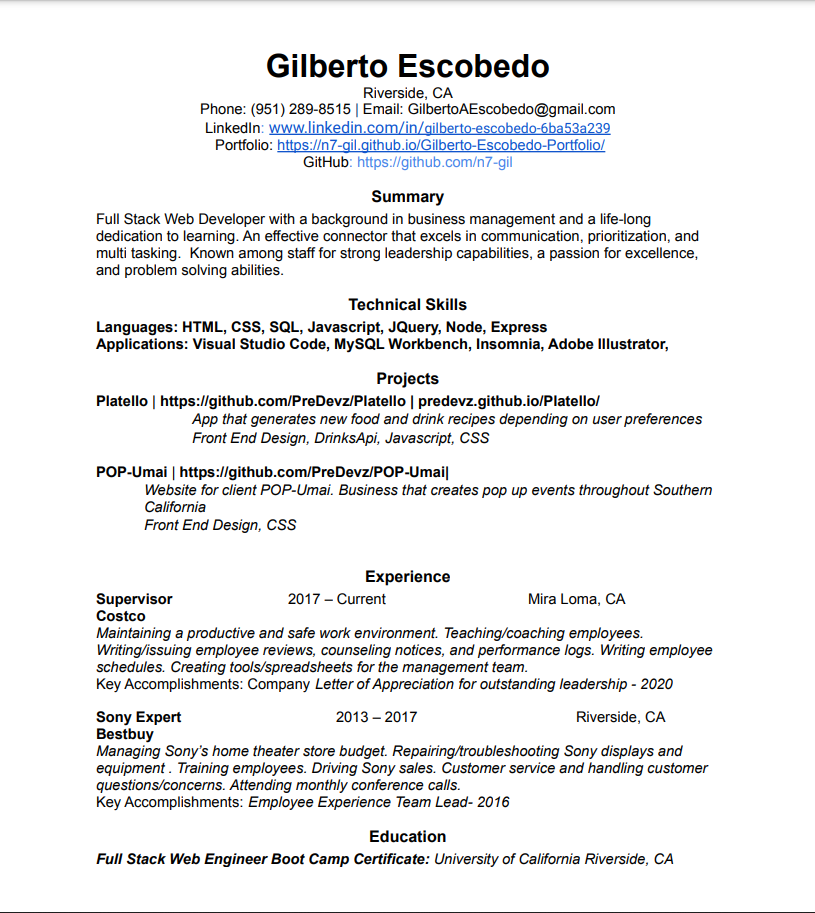 Gilberto Escobedo
Riverside, CA
Phone: (951) 289-8515 | Email: GilbertoAEscobedo@gmail.com
LinkedIn: www.linkedin.com/in/gilberto-escobedo-6ba53a239
Portfolio: https://n7-gil.github.io/Gilberto-Escobedo-Portfolio/
GitHub: https://github.com/n7-gil
Summary
Full Stack Web Developer with a background in business management and a life-long
dedication to learning. An effective connector that excels in communication, prioritization, and
multi tasking.  Known among staff for strong leadership capabilities, a passion for excellence,
and problem solving abilities.
Technical Skills
Languages: HTML, CSS, SQL, Javascript, JQuery, Node, Express
Applications: Visual Studio Code, MySQL Workbench, Insomnia, Adobe Illustrator,
Projects
Platello | https://github.com/PreDevz/Platello | predevz.github.io/Platello/
App that generates new food and drink recipes depending on user preferences
Front End Design, DrinksApi, Javascript, CSS
POP-Umai | https://github.com/PreDevz/POP-Umai|
Website for client POP-Umai. Business that creates pop up events throughout Southern
California
Front End Design, CSS
Experience
Supervisor 2017 – Current Mira Loma, CA
Costco
Maintaining a productive and safe work environment. Teaching/coaching employees.
Writing/issuing employee reviews, counseling notices, and performance logs. Writing employee
schedules. Creating tools/spreadsheets for the management team.
Key Accomplishments: Company Letter of Appreciation for outstanding leadership - 2020
Sony Expert 2013 – 2017 Riverside, CA
Bestbuy
Managing Sony's home theater store budget. Repairing/troubleshooting Sony displays and
equipment . Training employees. Driving Sony sales. Customer service and handling customer
questions/concerns. Attending monthly conference calls.
Key Accomplishments: Employee Experience Team Lead- 2016
Education
Full Stack Web Engineer Boot Camp Certificate: University of California Riverside, CA